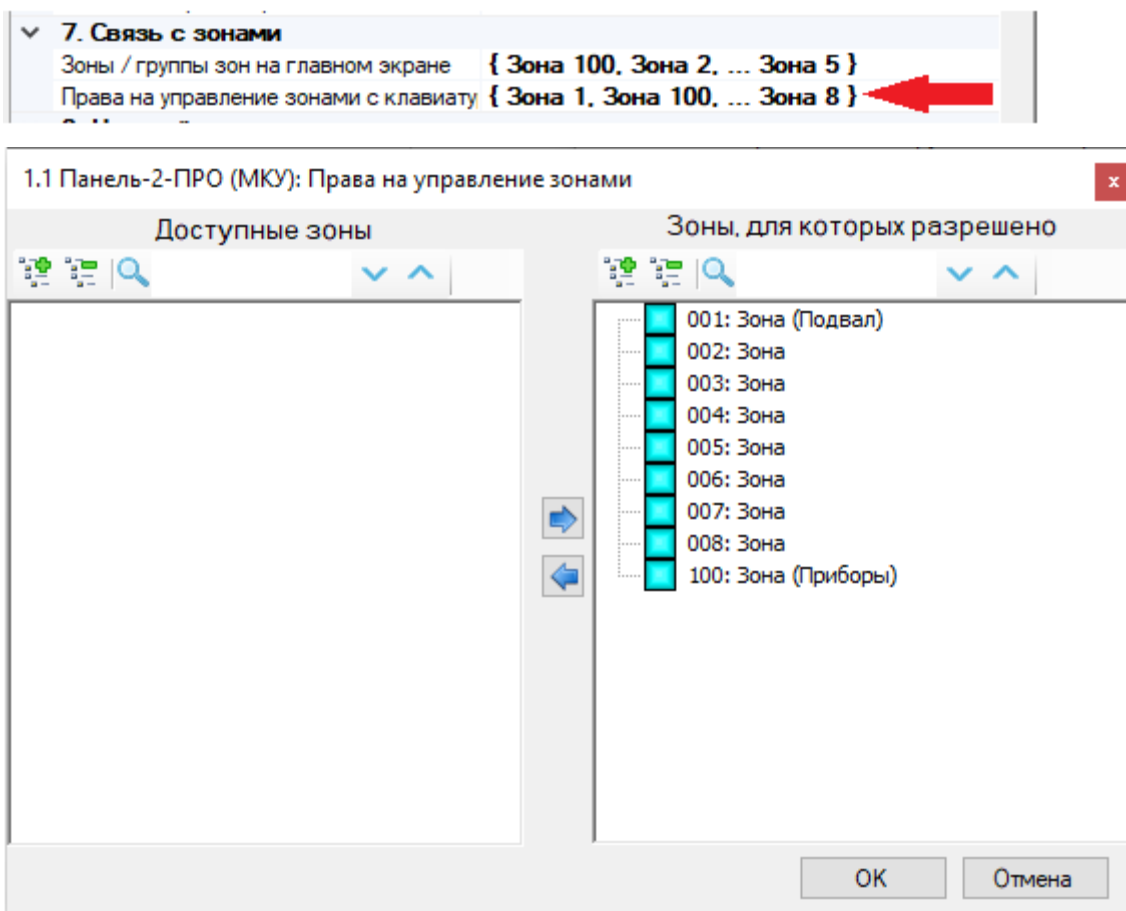 7. Связь с зонами
Зоны / группы зон на главном экране { Зона 100, Зона 2, ... Зона 5 }
Права на управление зонами с клавиату { Зона 1, Зона 100, ... Зона 8 }
1.1 Панель-2-ПРО (МКУ): Права на управление зонами
x
Доступные зоны
Зоны, для которых разрешено
001: Зона (Подвал)
002: Зона
003: Зона
004: Зона
005: Зона
006: Зона
007: Зона
008: Зона
100: Зона (Приборы)
OK
Отмена